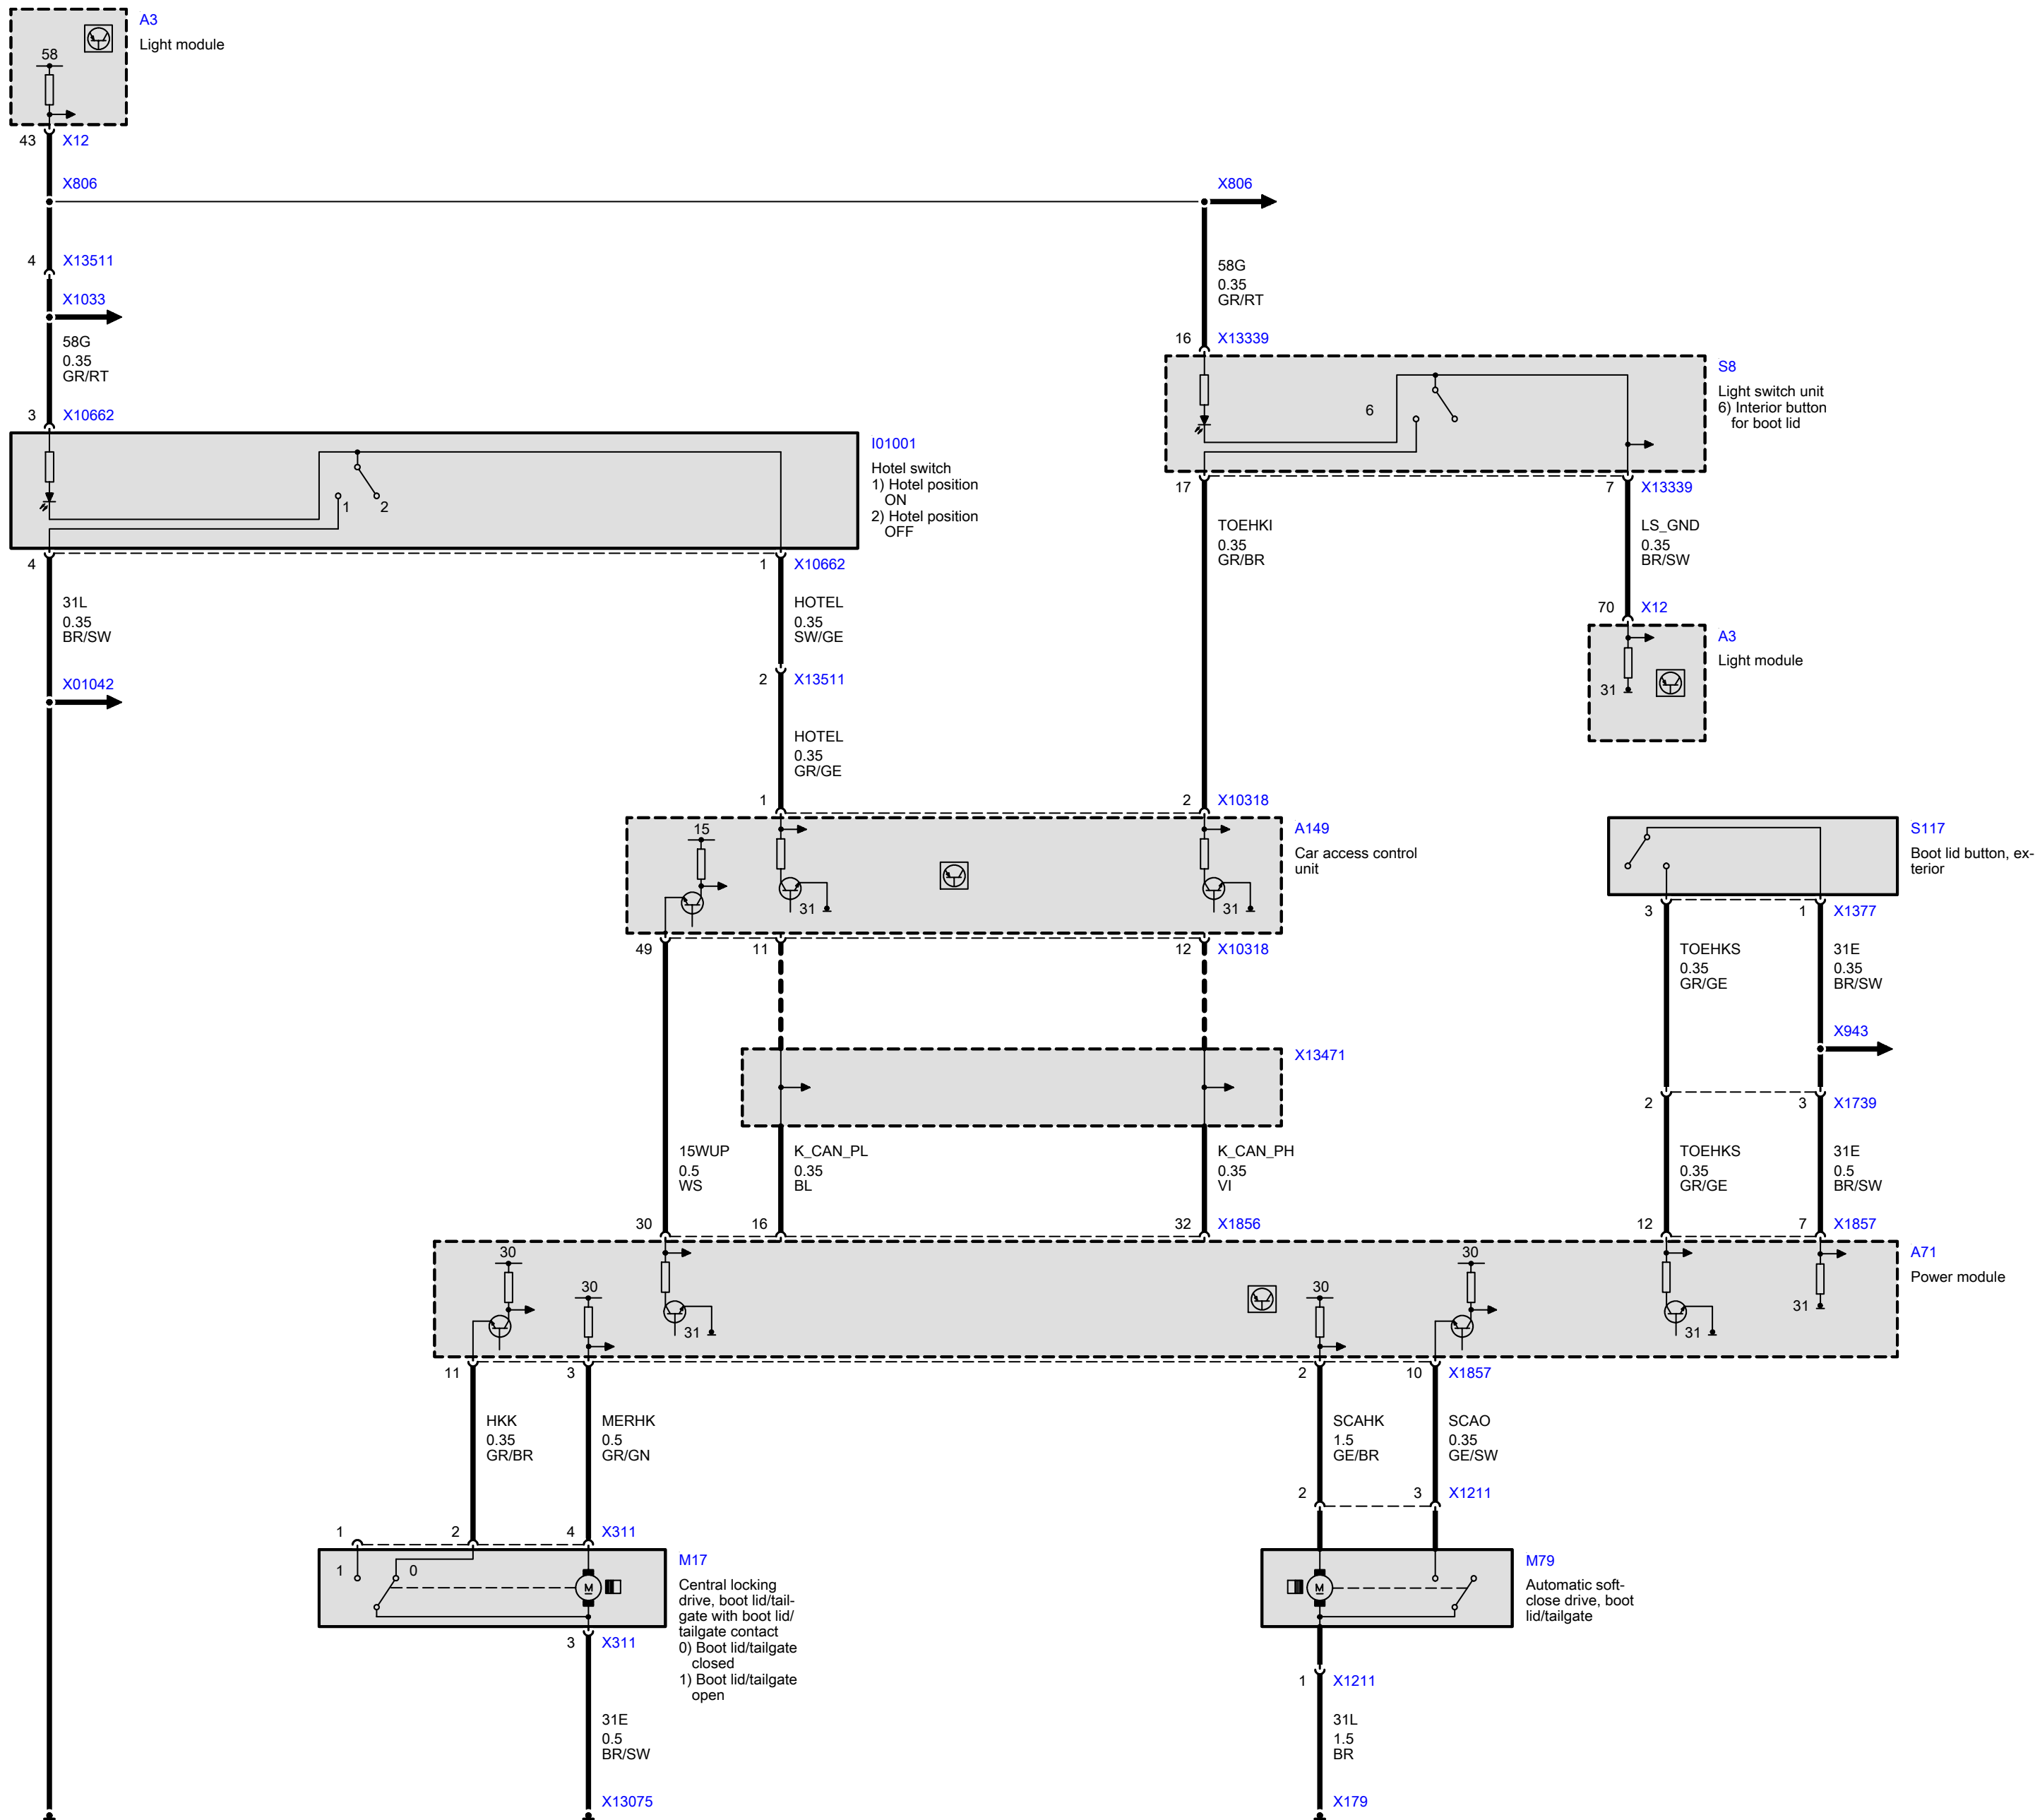 A3
Light module
58
43 X12
X806
X806
4 X13511
X1033
58G
0.35
GR/RT
58G
0.35
GR/RT
16 X13339
S8
Light switch unit
6) Interior button
for boot lid
6
3 X10662
I01001
Hotel switch
1) Hotel position
ON
2) Hotel position
OFF
1 2
17
7 X13339
4
1 X10662
TOEHKI
0.35
GR/BR
LS_GND
0.35
BR/SW
31L
0.35
BR/SW
HOTEL
0.35
SW/GE
70 X12
A3
Light module
31
X01042
2 X13511
HOTEL
0.35
GR/GE
1
2 X10318
A149
Car access control
unit
15
31
31
S117
Boot lid button, ex-
terior
3
1 X1377
49
11
12 X10318
TOEHKS
0.35
GR/GE
31E
0.35
BR/SW
X943
X13471
2
3 X1739
15WUP
0.5
WS
K_CAN_PL
0.35
BL
K_CAN_PH
0.35
VI
TOEHKS
0.35
GR/GE
31E
0.5
BR/SW
30
16
32 X1856
12
7 X1857
A71
Power module
30
30
31
30
30
31
31
11
3
2
10 X1857
HKK
0.35
GR/BR
MERHK
0.5
GR/GN
SCAHK
1.5
GE/BR
SCAO
0.35
GE/SW
2
3 X1211
1
2
4 X311
1 0
M
M17
Central locking
drive, boot lid/tail-
gate with boot lid/
tailgate contact
0) Boot lid/tailgate
closed
1) Boot lid/tailgate
open
M
M79
Automatic soft-
close drive, boot
lid/tailgate
3 X311
1 X1211
31E
0.5
BR/SW
31L
1.5
BR
X13075
X179